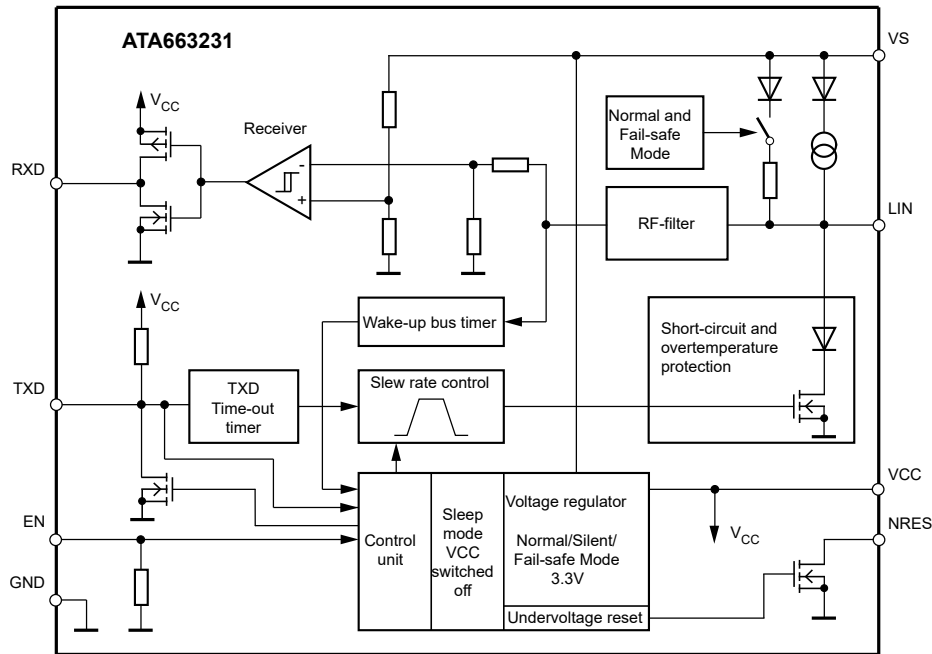 ATA663231
VS
VCC
Receiver
Normal and
Fail-safe
Mode
RXD
-
+
LIN
RF-filter
VCC
Wake-up bus timer
Short-circuit and
overtemperature
protection
TXD
TXD
Time-out
timer
Slew rate control
VCC
EN
Control
unit
Sleep
mode
VCC
switched
off
Voltage regulator
Normal/Silent/
Fail-safe Mode
3.3V
VCC
NRES
GND
Undervoltage reset